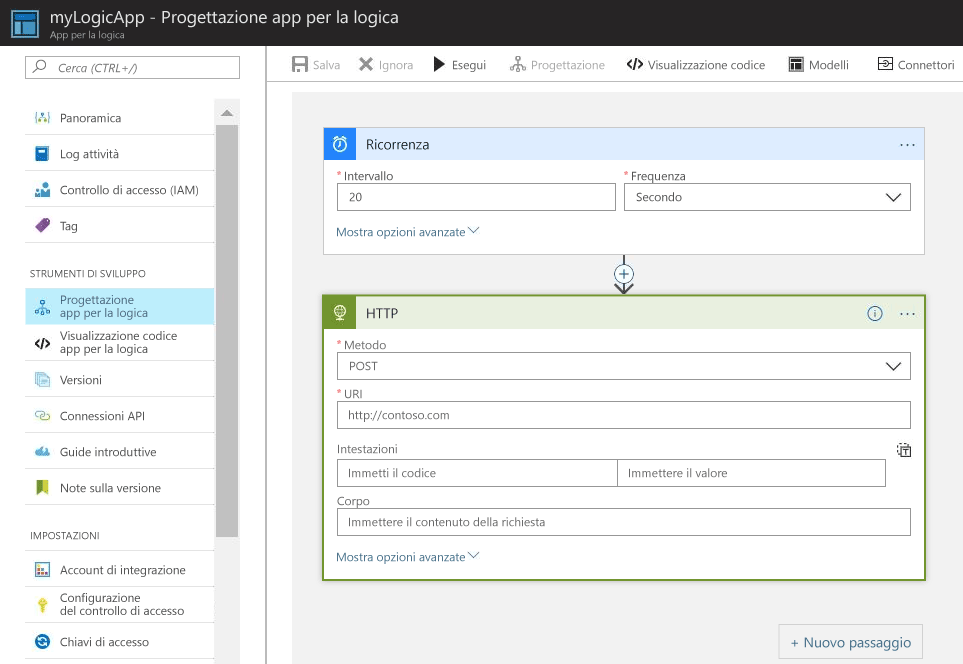 myLogicApp - Progettazione app per la logica
App per la logica
Cerca (CTRL+/)
Salva
Ignora
Esegui
Progettazione
Visualizzazione codice
Modelli
Connettori
Panoramica
Log attività
Controllo di accesso (IAM)
Tag
STRUMENTI DI SVILUPPO
Progettazione
app per la logica
Visualizzazione codice
app per la logica
Versioni
Connessioni API
Guide introduttive
Note sulla versione
IMPOSTAZIONI
Account di integrazione
Configurazione
del controllo di accesso
Chiavi di accesso
Ricorrenza
...
* Intervallo
* Frequenza
20
Secondo
Mostra opzioni avanzate
HTTP
...
* Metodo
POST
* URI
http://contoso.com
Intestazioni
Immetti il codice
Immettere il valore
Corpo
Immettere il contenuto della richiesta
Mostra opzioni avanzate
+ Nuovo passaggio